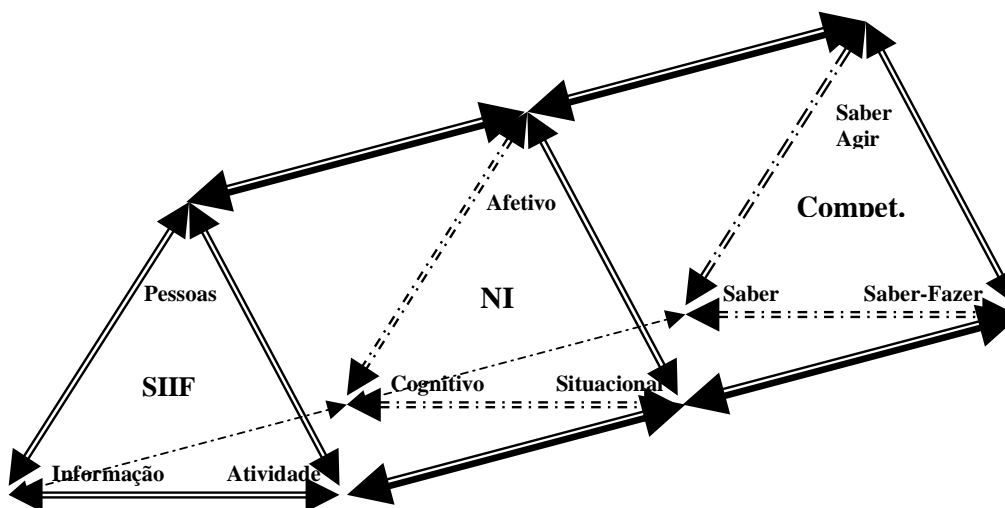 Saber
Agir
Compet.
Saber
Saber-Fazer
Afetivo
NI
Cognitivo
Situacional
Pessoas
SIIF
Informação
Atividade